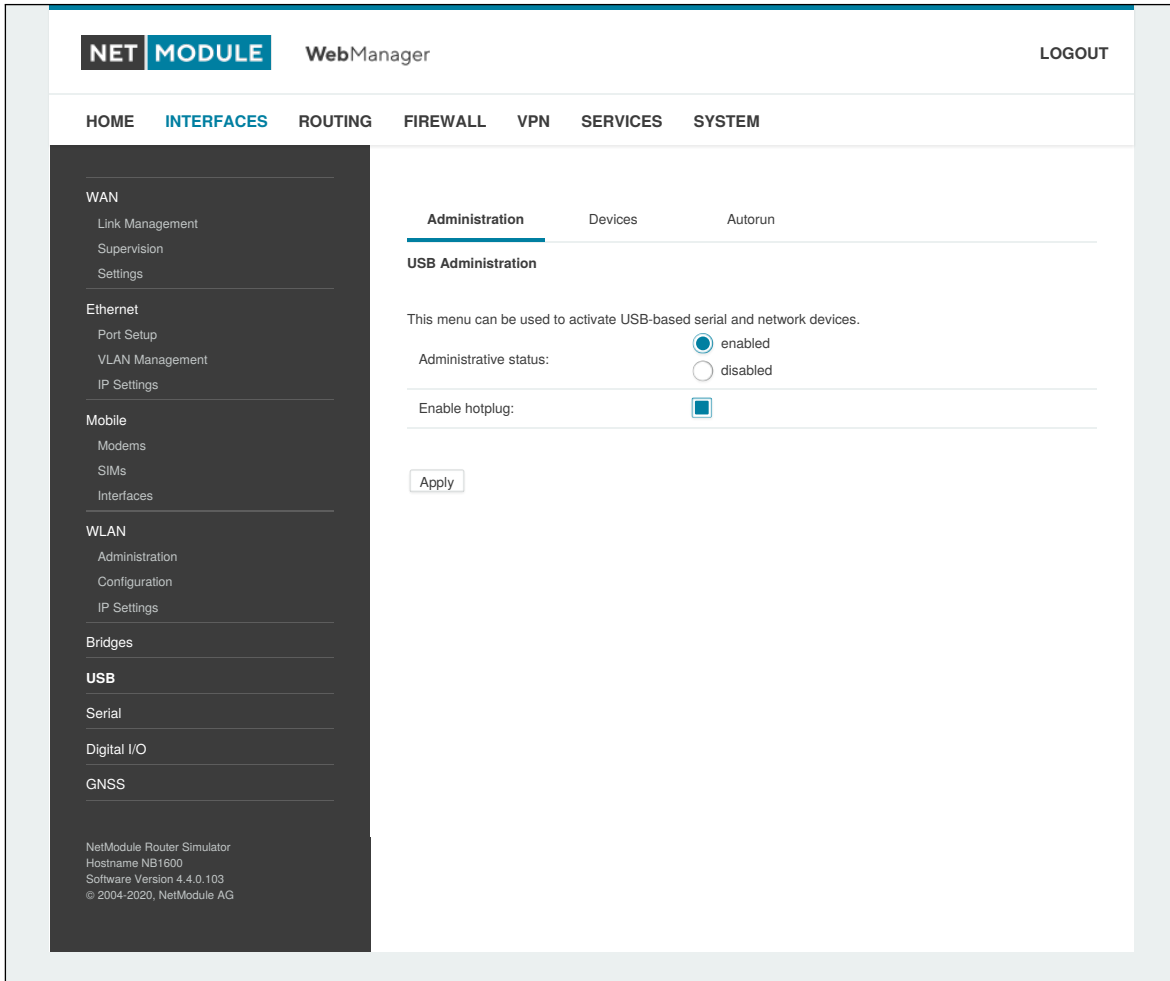 NET MODULE WebManager LOGOUT
HOME INTERFACES ROUTING FIREWALL VPN SERVICES SYSTEM
WAN
Link Management
Supervision
Settings
Ethernet
Port Setup
VLAN Management
IP Settings
Mobile
Modems
SIMs
Interfaces
WLAN
Administration
Configuration
IP Settings
Bridges
USB
Serial
Digital I/O
GNSS
NetModule Router Simulator
Hostname NB1600
Software Version 4.4.0.103
© 2004-2020, NetModule AG
Administration Devices Autorun
USB Administration
This menu can be used to activate USB-based serial and network devices.
Administrative status:
enabled
disabled
Enable hotplug:
Apply